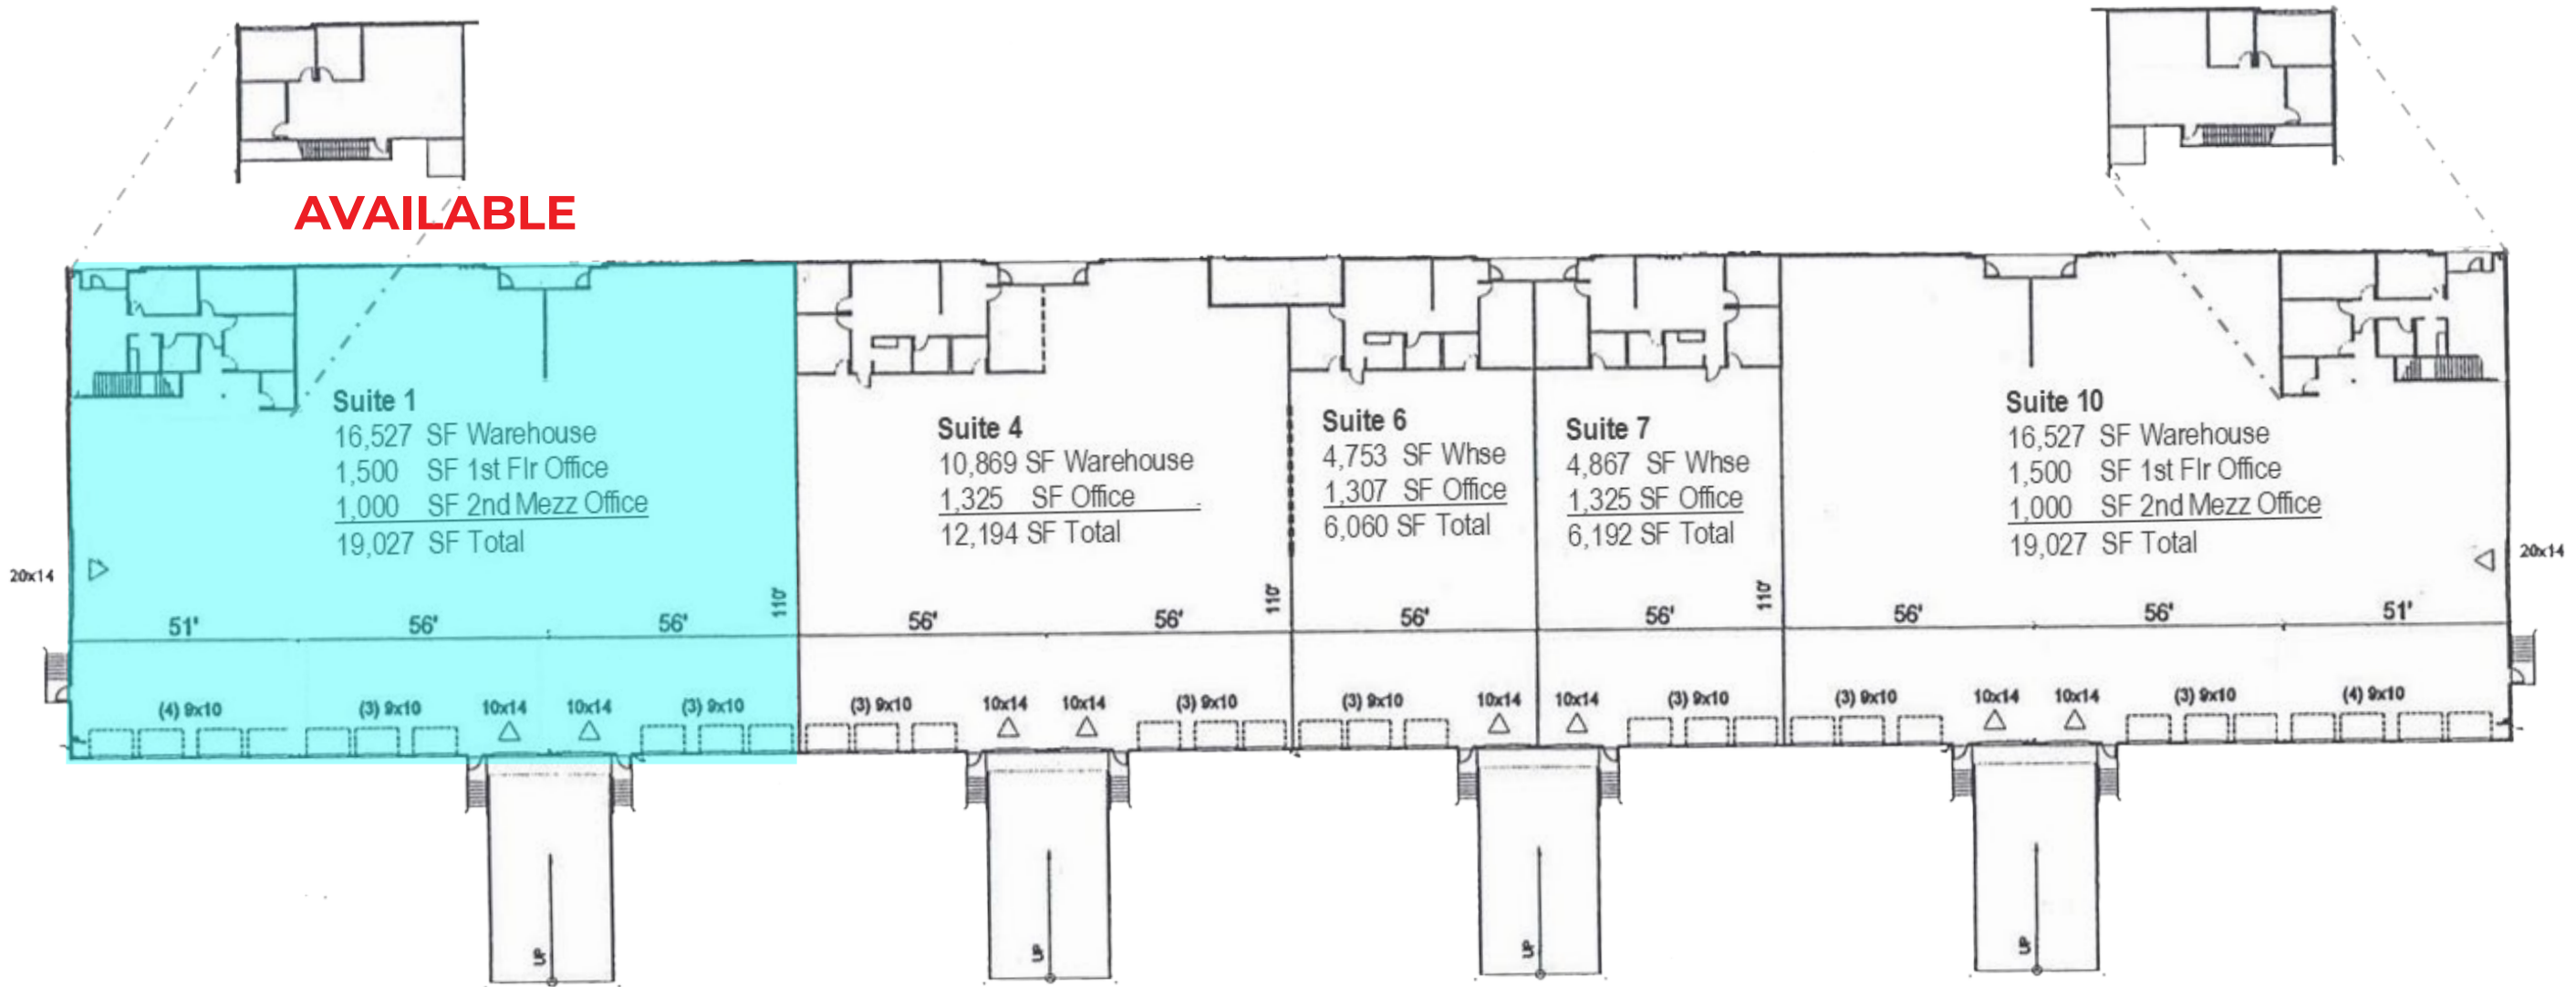 AVAILABLE
Suite 1
16,527 SF Warehouse
1,500 SF 1st Flr Office
1,000 SF 2nd Mezz Office
19,027 SF Total
Suite 4
10,869 SF Warehouse
1,325 SF Office
12,194 SF Total
Suite 6
4,753 SF Whse
1,307 SF Office
6,060 SF Total
Suite 7
4,867 SF Whse
1,325 SF Office
6,192 SF Total
Suite 10
16,527 SF Warehouse
1,500 SF 1st Flr Office
1,000 SF 2nd Mezz Office
19,027 SF Total
20x14
20x14
110'
110'
110'
51'
56'
56'
56'
56'
56'
56'
56'
56'
51'
(4) 9x10
(3) 9x10
10x14
10x14
(3) 9x10
(3) 9x10
10x14
10x14
(3) 9x10
(3) 9x10
10x14
10x14
(3) 9x10
(3) 9x10
10x14
10x14
(3) 9x10
(4) 9x10
UP
UP
UP
UP